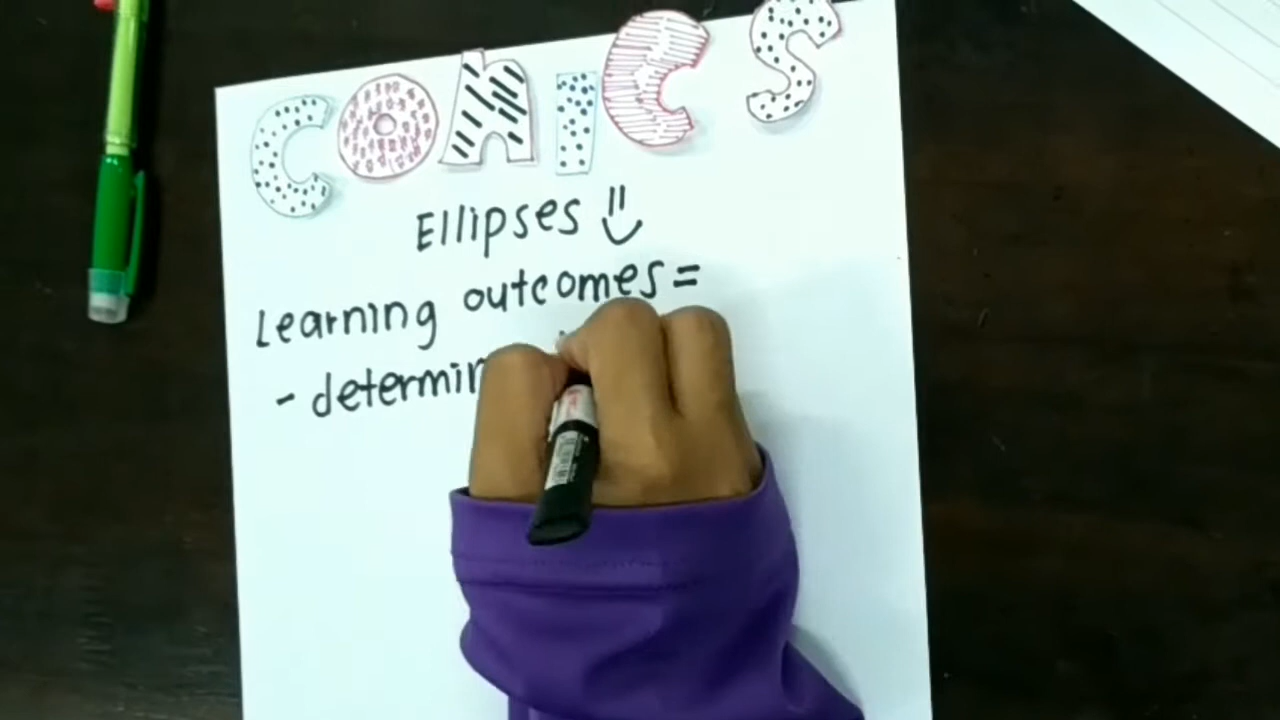 CONICS
Ellipses
Learning outcomes =
- determin